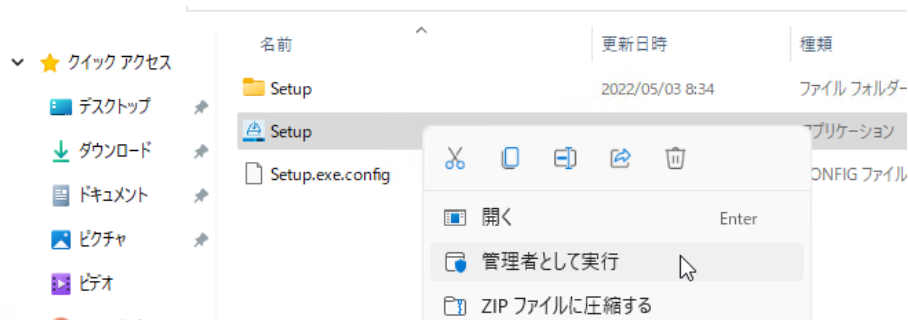 名前
更新日時
種類
クイック アクセス
Setup
2022/05/03 8:34
ファイル フォルダー
デスクトップ
Setup
プリケーション
ダウンロード
Setup.exe.config
ONFIG ファイル
ドキュメント
開く
Enter
ピクチャ
管理者として実行
ビデオ
ZIP ファイルに圧縮する